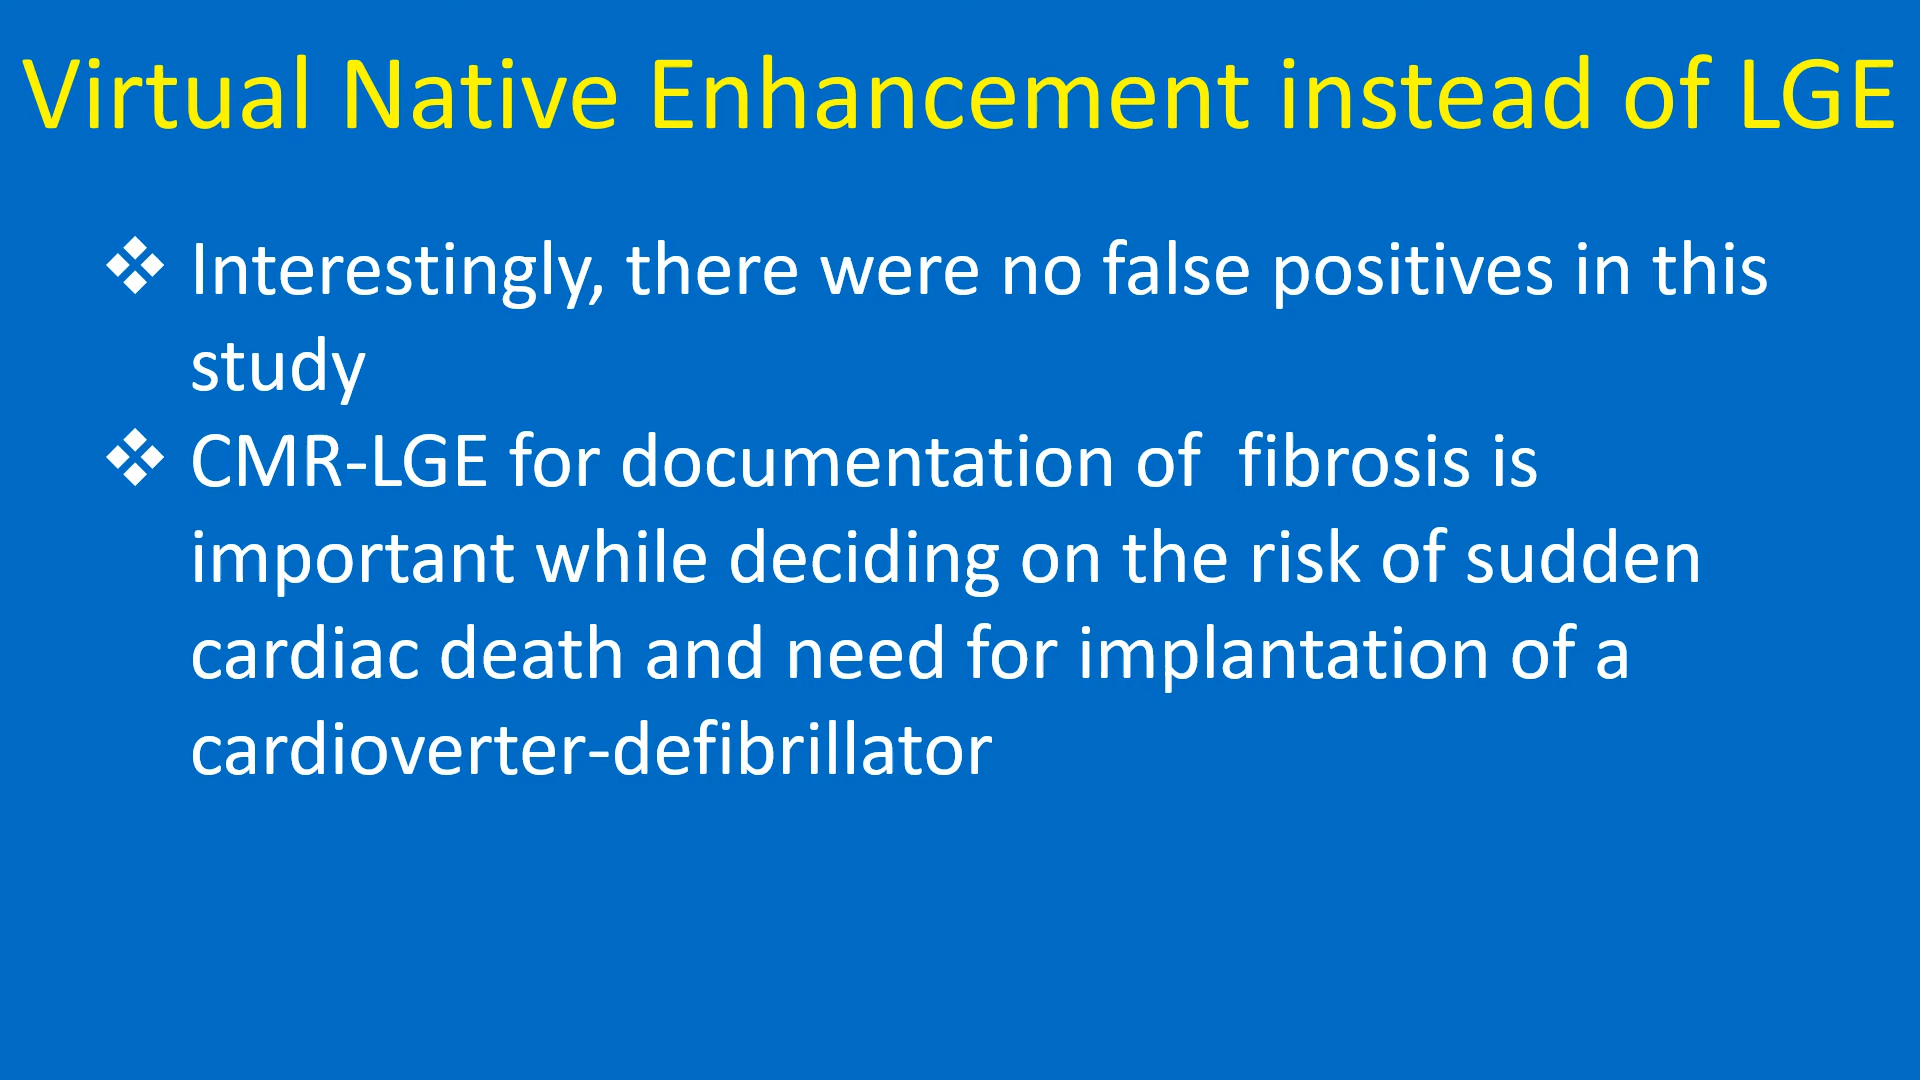 Virtual Native Enhancement instead of LGE
❖ Interestingly, there were no false positives in this
study
❖ CMR-LGE for documentation of  fibrosis is
important while deciding on the risk of sudden
cardiac death and need for implantation of a
cardioverter-defibrillator